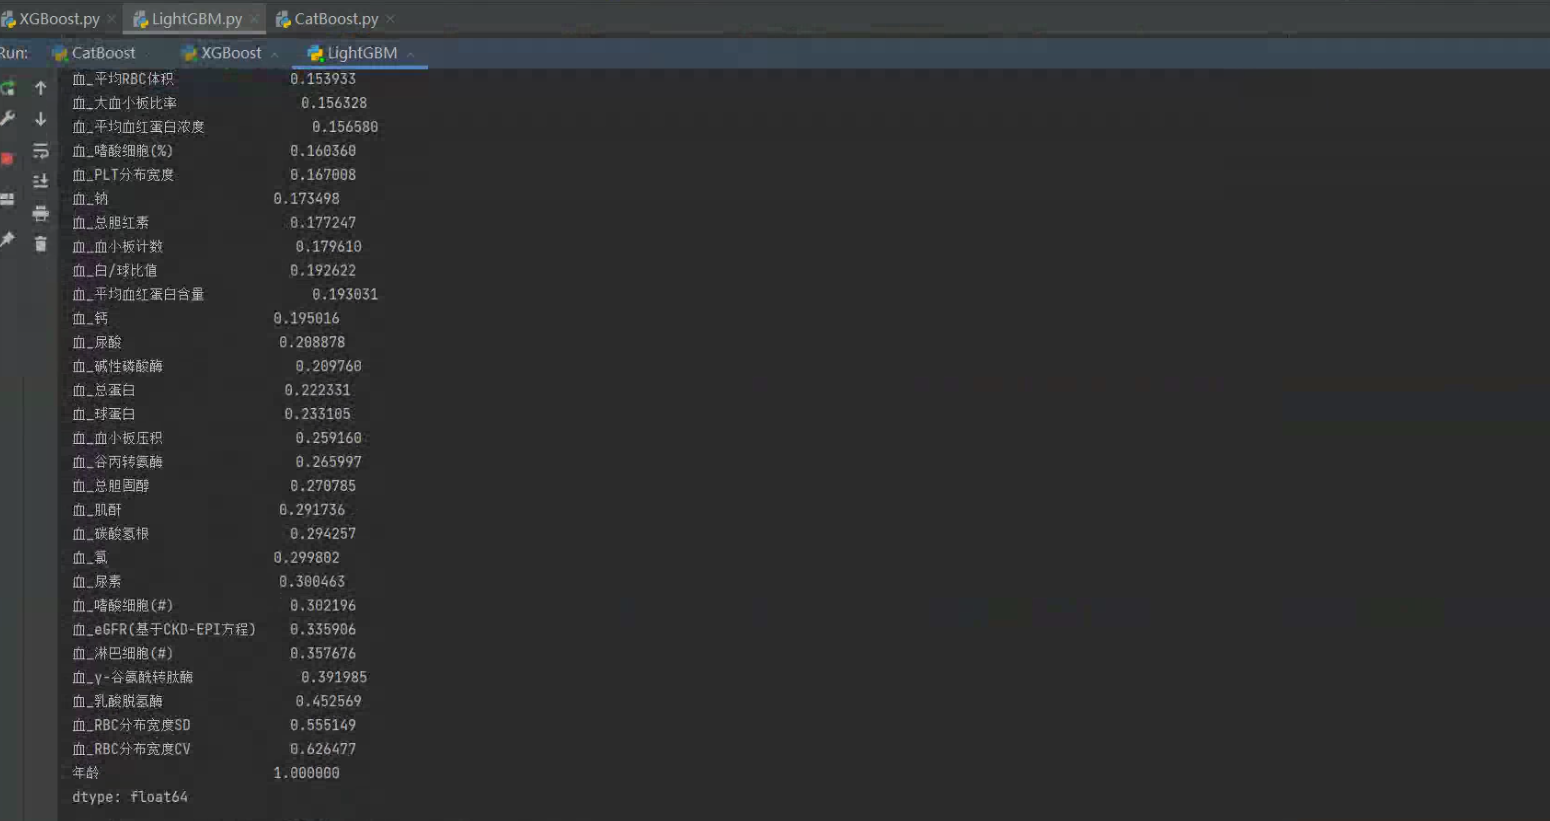 XGBoost.py LightGBM.py CatBoost.py
Run: CatBoost XGBoost LightGBM
血_平均RBC体积 0.153933
血_大血小板比率 0.156328
血_平均血红蛋白浓度 0.156580
血_嗜酸细胞(%) 0.160360
血_PLT分布宽度 0.167008
血_钠 0.173498
血_总胆红素 0.177247
血_血小板计数 0.179610
血_白/球比值 0.192622
血_平均血红蛋白含量 0.193031
血_钙 0.195016
血_尿酸 0.208878
血_碱性磷酸酶 0.209760
血_总蛋白 0.222331
血_球蛋白 0.233105
血_血小板压积 0.259160
血_谷丙转氨酶 0.265997
血_总胆固醇 0.270785
血_肌酐 0.291736
血_碳酸氢根 0.294257
血_氯 0.299802
血_尿素 0.300463
血_嗜酸细胞(#) 0.302196
血_eGFR(基于CKD-EPI方程) 0.335906
血_淋巴细胞(#) 0.357676
血_γ-谷氨酰转肽酶 0.391985
血_乳酸脱氢酶 0.452569
血_RBC分布宽度SD 0.555149
血_RBC分布宽度CV 0.626477
年龄 1.000000
dtype: float64